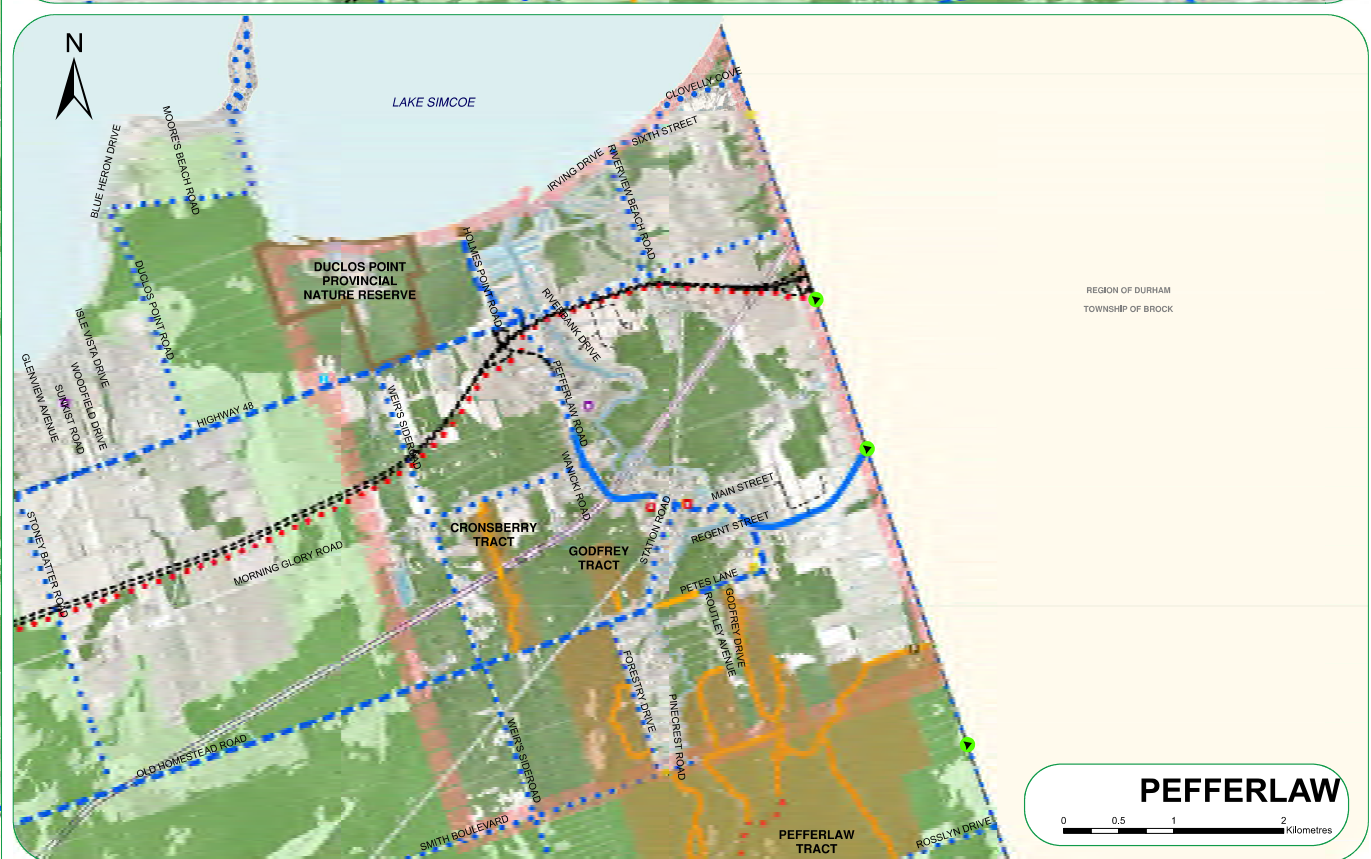 N
LAKE SIMCOE
CLOVELLY COVE
SIXTH STREET
IRVING DRIVE
RIVERVIEW BEACH ROAD
MOORE'S BEACH ROAD
BLUE HERON DRIVE
DUCLOS POINT
PROVINCIAL
NATURE RESERVE
HOLMES POINT ROAD
DUCLOS POINT ROAD
RIVERBANK DRIVE
REGION OF DURHAM
TOWNSHIP OF BROCK
ISLE VISTA DRIVE
WOODFIELD DRIVE
SUNKIST ROAD
GLENVIEW AVENUE
HIGHWAY 48
WEIR'S SIDEROAD
PEFFERLAW ROAD
WANICKI ROAD
MAIN STREET
REGENT STREET
STATION ROAD
CRONSBERRY
TRACT
GODFREY
TRACT
STONEY BATTER ROAD
MORNING GLORY ROAD
PETES LANE
ROUTLEY AVENUE
GODFREY DRIVE
FORESTRY DRIVE
PINECREST ROAD
WEIR'S SIDEROAD
OLD HOMESTEAD ROAD
SMITH BOULEVARD
PEFFERLAW
TRACT
ROSSLYN DRIVE
PEFFERLAW
0 0.5 1 2
Kilometres